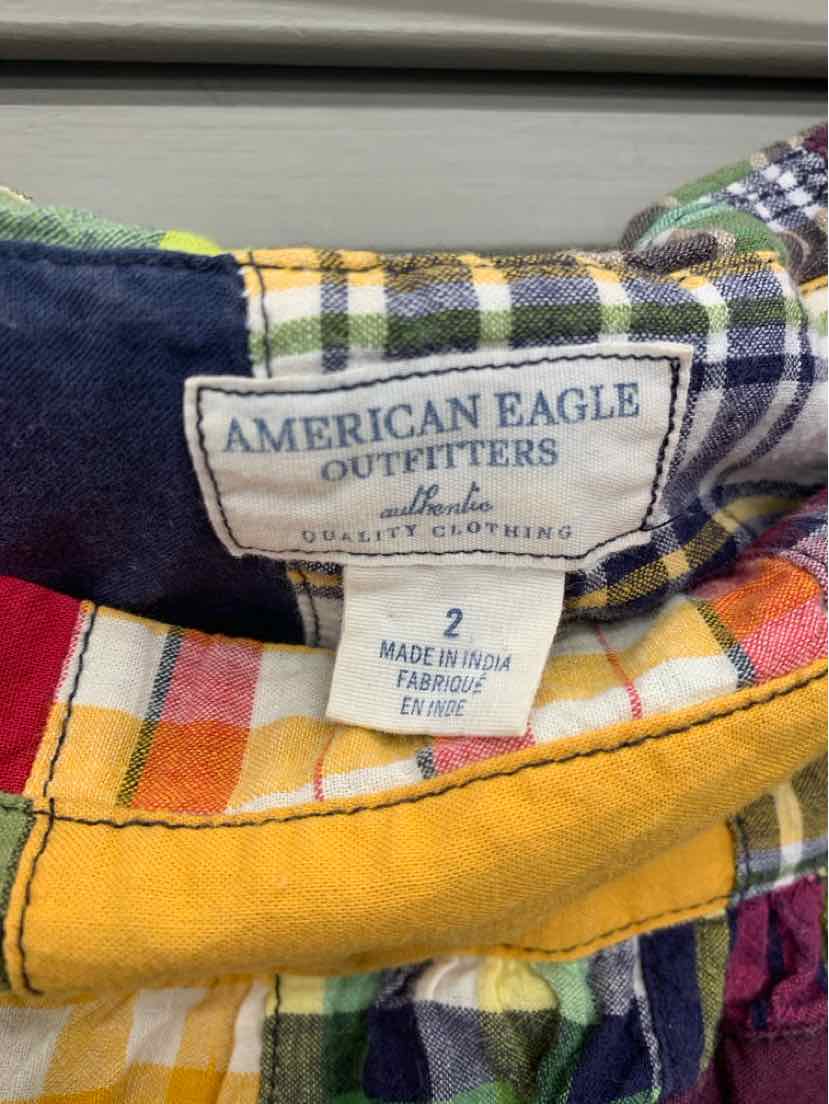 AMERICAN EAGLE
OUTFITTERS
authentic
QUALITY CLOTHING
2
MADE IN INDIA
FABRIQUÉ
EN INDE